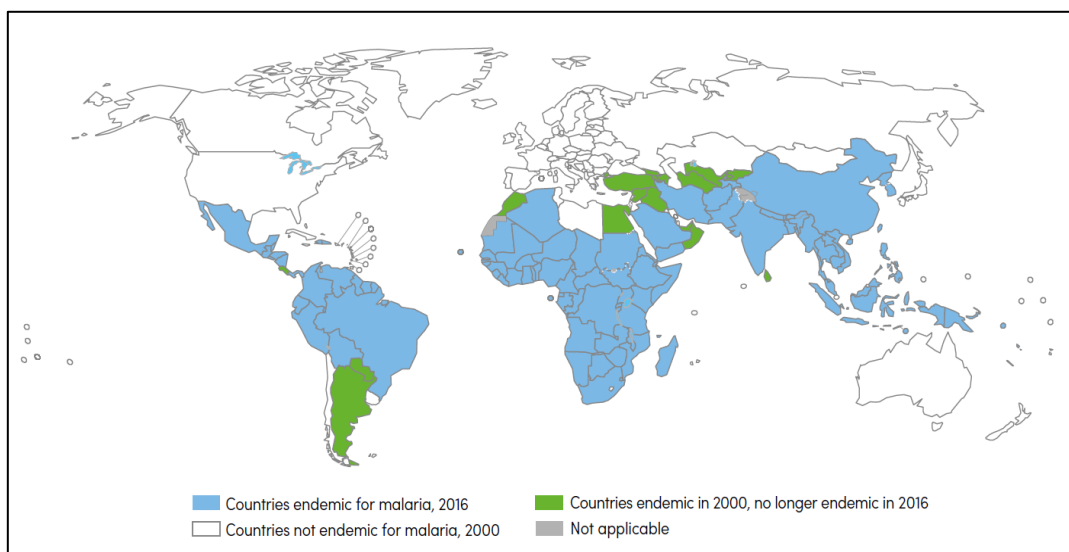 Countries endemic for malaria, 2016
Countries endemic in 2000, no longer endemic in 2016
Countries not endemic for malaria, 2000
Not applicable